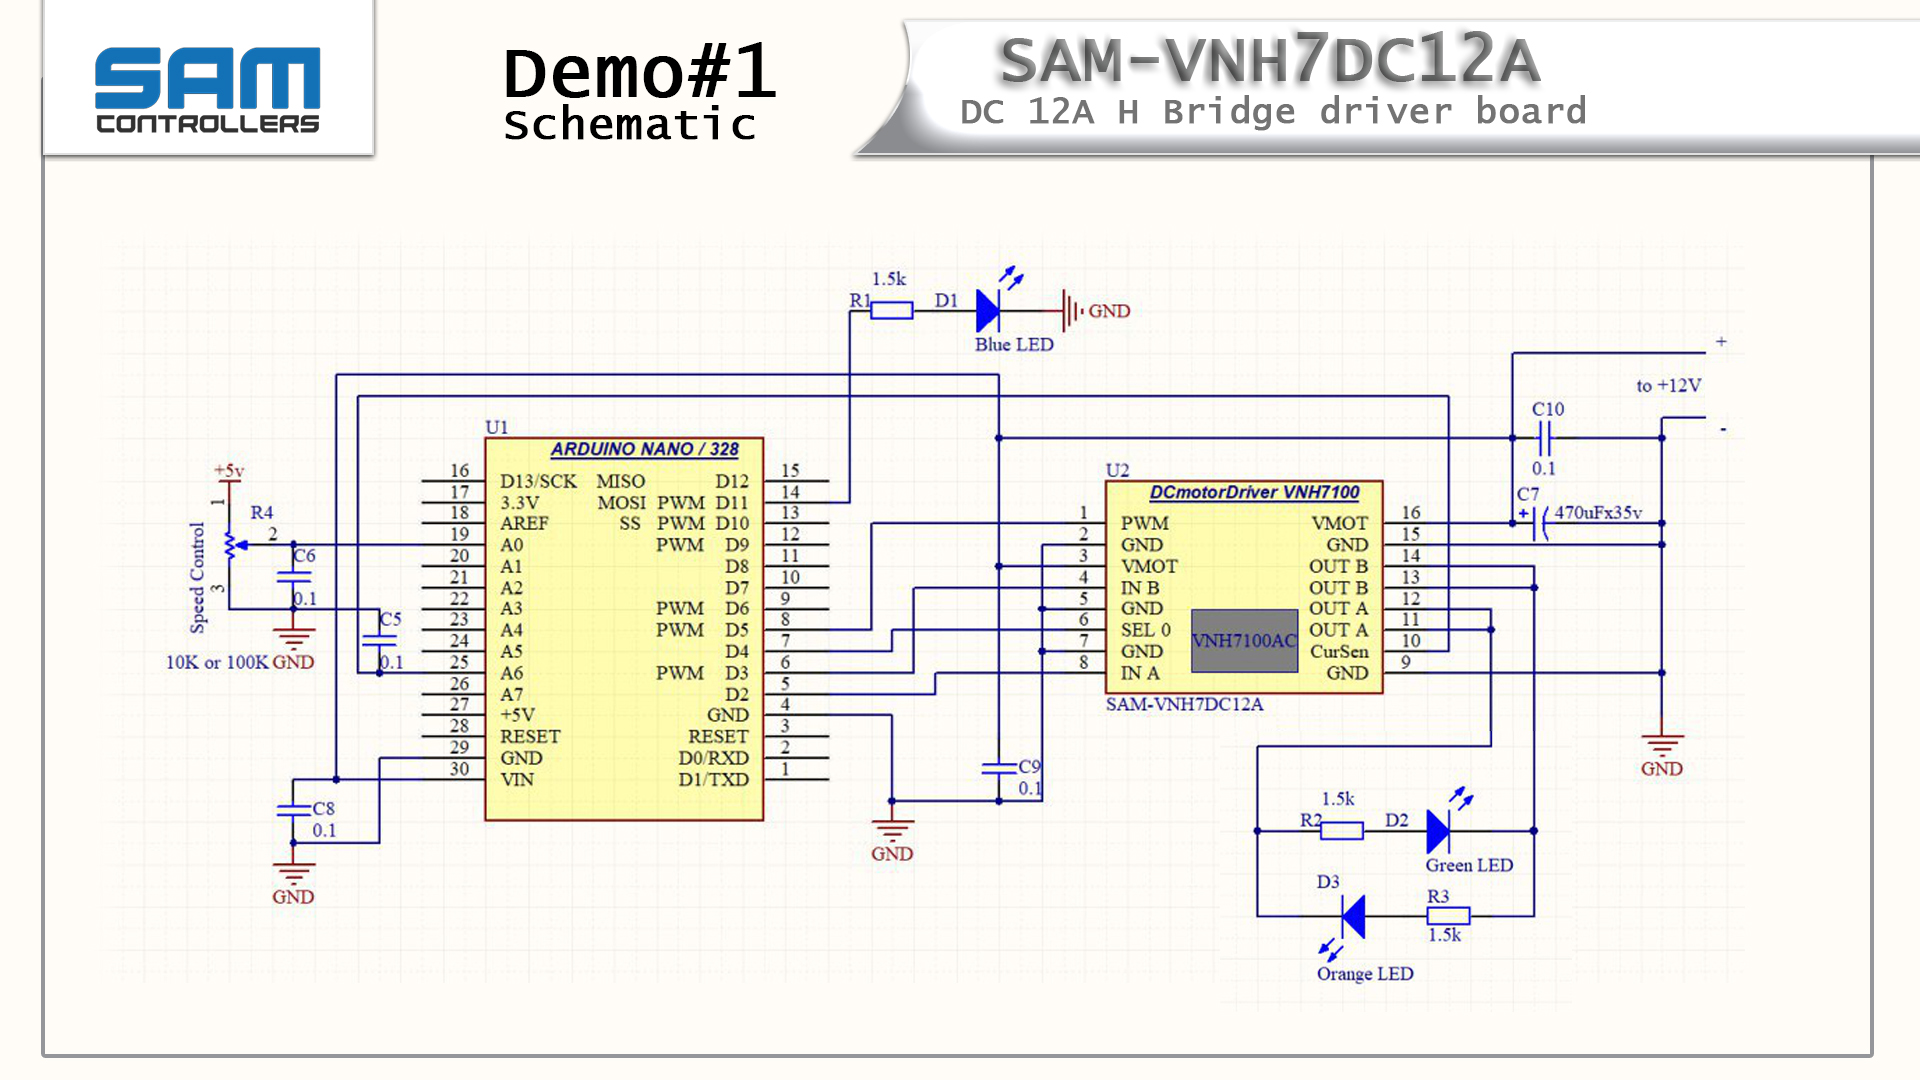 SAM
CONTROLLERS
Demo#1
Schematic
SAM-VNH7DC12A
DC 12A H Bridge driver board
1.5k
R1
D1
GND
Blue LED
+
to +12V
-
C10
0.1
C7
+
470uFx35v
GND
+5v
1
R4
2
3
Speed Control
10K or 100K
C6
0.1
GND
C5
0.1
C8
0.1
GND
U1
ARDUINO NANO / 328
16 D13/SCK MISO D12 15
17 3.3V MOSI PWM D11 14
18 AREF SS PWM D10 13
19 A0 PWM D9 12
20 A1 D8 11
21 A2 D7 10
22 A3 PWM D6 9
23 A4 PWM D5 8
24 A5 D4 7
25 A6 PWM D3 6
26 A7 D2 5
27 +5V GND 4
28 RESET RESET 3
29 GND D0/RXD 2
30 VIN D1/TXD 1
GND
C9
0.1
U2
DCmotorDriver VNH7100
1 PWM VMOT 16
2 GND GND 15
3 VMOT OUT B 14
4 IN B OUT B 13
5 GND OUT A 12
6 SEL 0 OUT A 11
7 GND CurSen 10
8 IN A GND 9
VNH7100AC
SAM-VNH7DC12A
1.5k
R2
D2
Green LED
D3
R3
1.5k
Orange LED